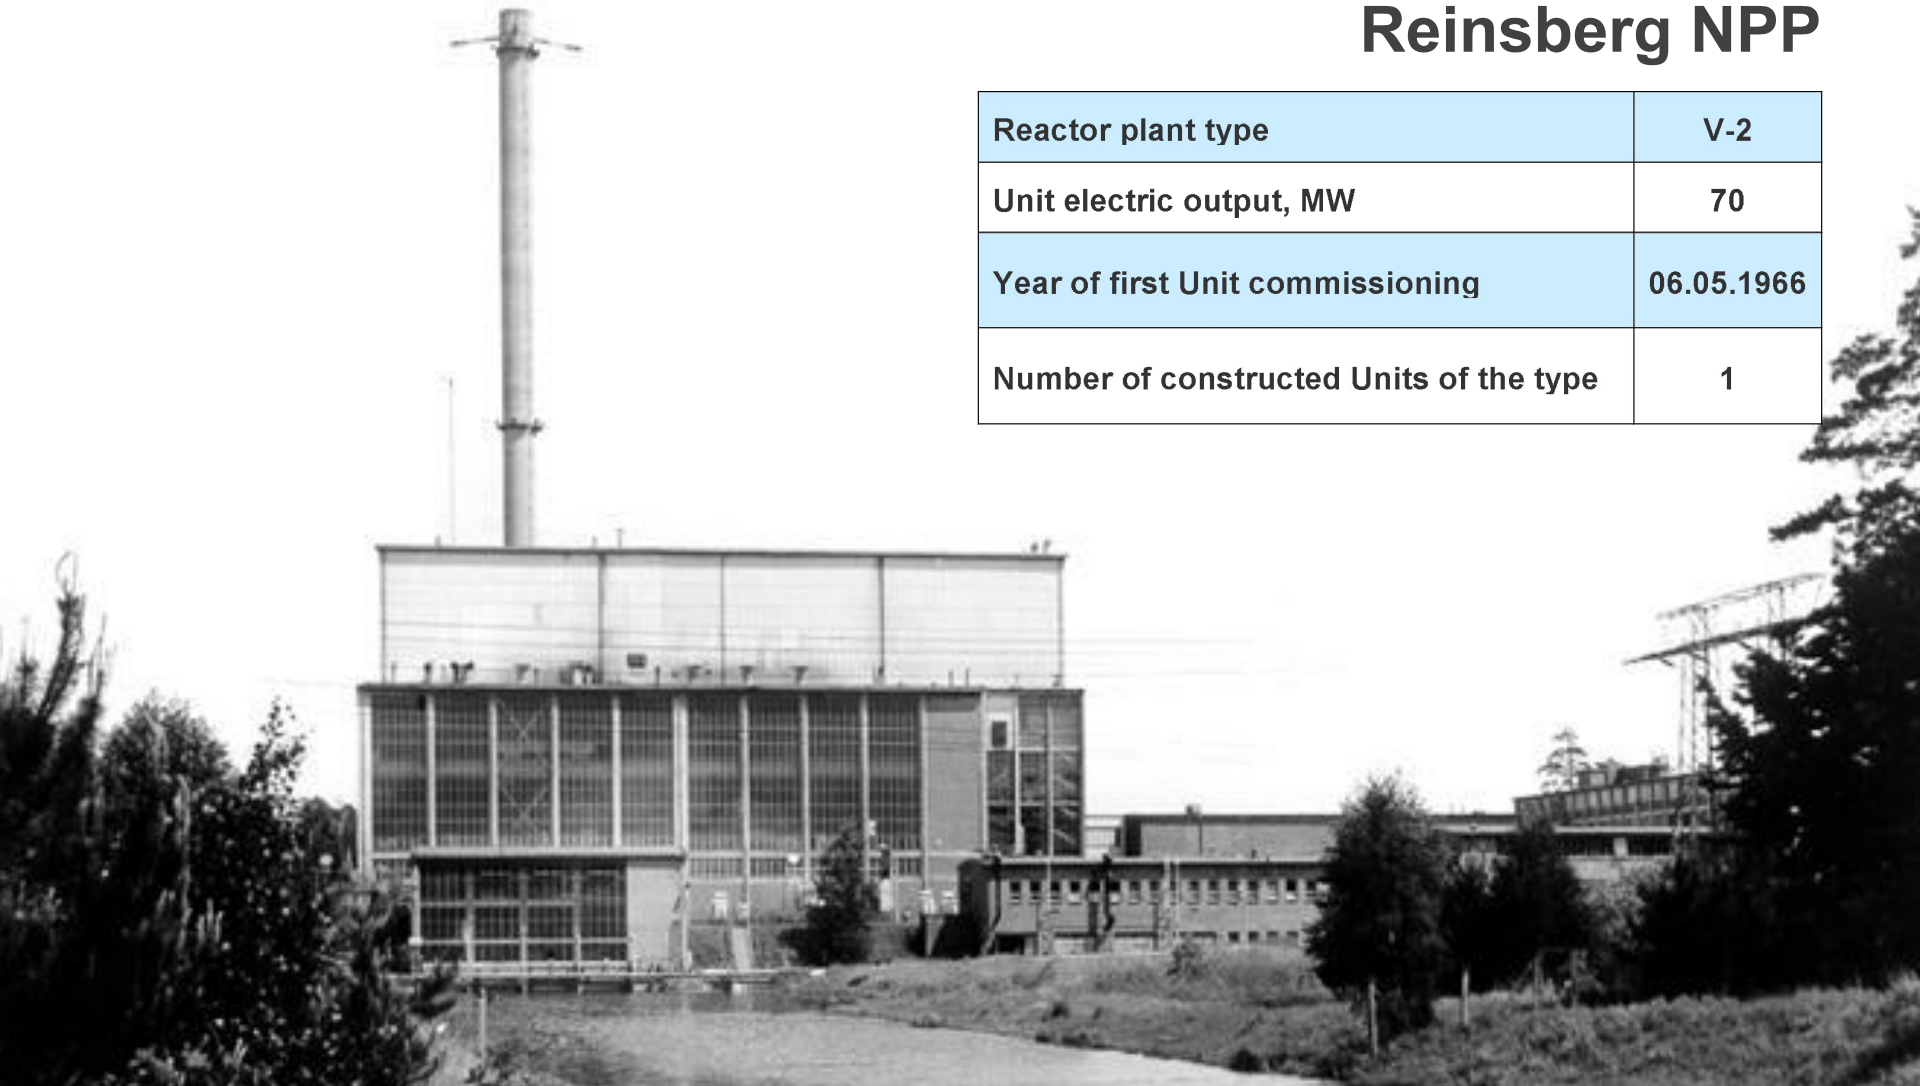 Reinsberg NPP
Reactor plant type V-2
Unit electric output, MW 70
Year of first Unit commissioning 06.05.1966
Number of constructed Units of the type 1